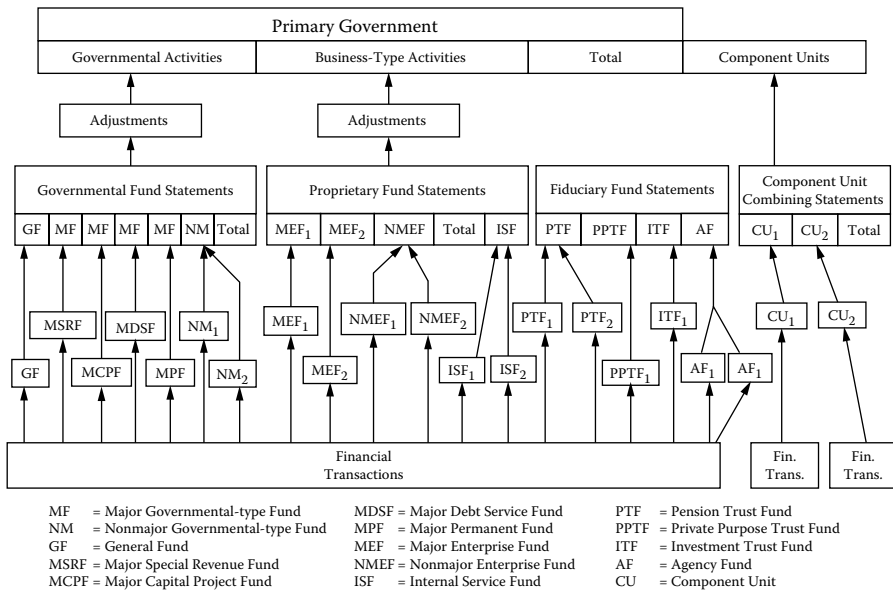 Primary Government
Governmental Activities Business-Type Activities Total Component Units
Adjustments Adjustments
Governmental Fund Statements Proprietary Fund Statements Fiduciary Fund Statements Component Unit
Combining Statements
GF MF MF MF MF NM Total MEF1 MEF2 NMEF Total ISF PTF PPTF ITF AF CU1 CU2 Total
MSRF MDSF NM1 MEF1 NMEF1 NMEF2 PTF1 PTF2 ITF1 CU1 CU2
GF MCPF MPF NM2 MEF2 ISF1 ISF2 PPTF1 AF1 AF1
Financial
Transactions
Fin.
Trans.
Fin.
Trans.
MF = Major Governmental-type Fund
NM = Nonmajor Governmental-type Fund
GF = General Fund
MSRF = Major Special Revenue Fund
MCPF = Major Capital Project Fund
MDSF = Major Debt Service Fund
MPF = Major Permanent Fund
MEF = Major Enterprise Fund
NMEF = Nonmajor Enterprise Fund
ISF = Internal Service Fund
PTF = Pension Trust Fund
PPTF = Private Purpose Trust Fund
ITF = Investment Trust Fund
AF = Agency Fund
CU = Component Unit